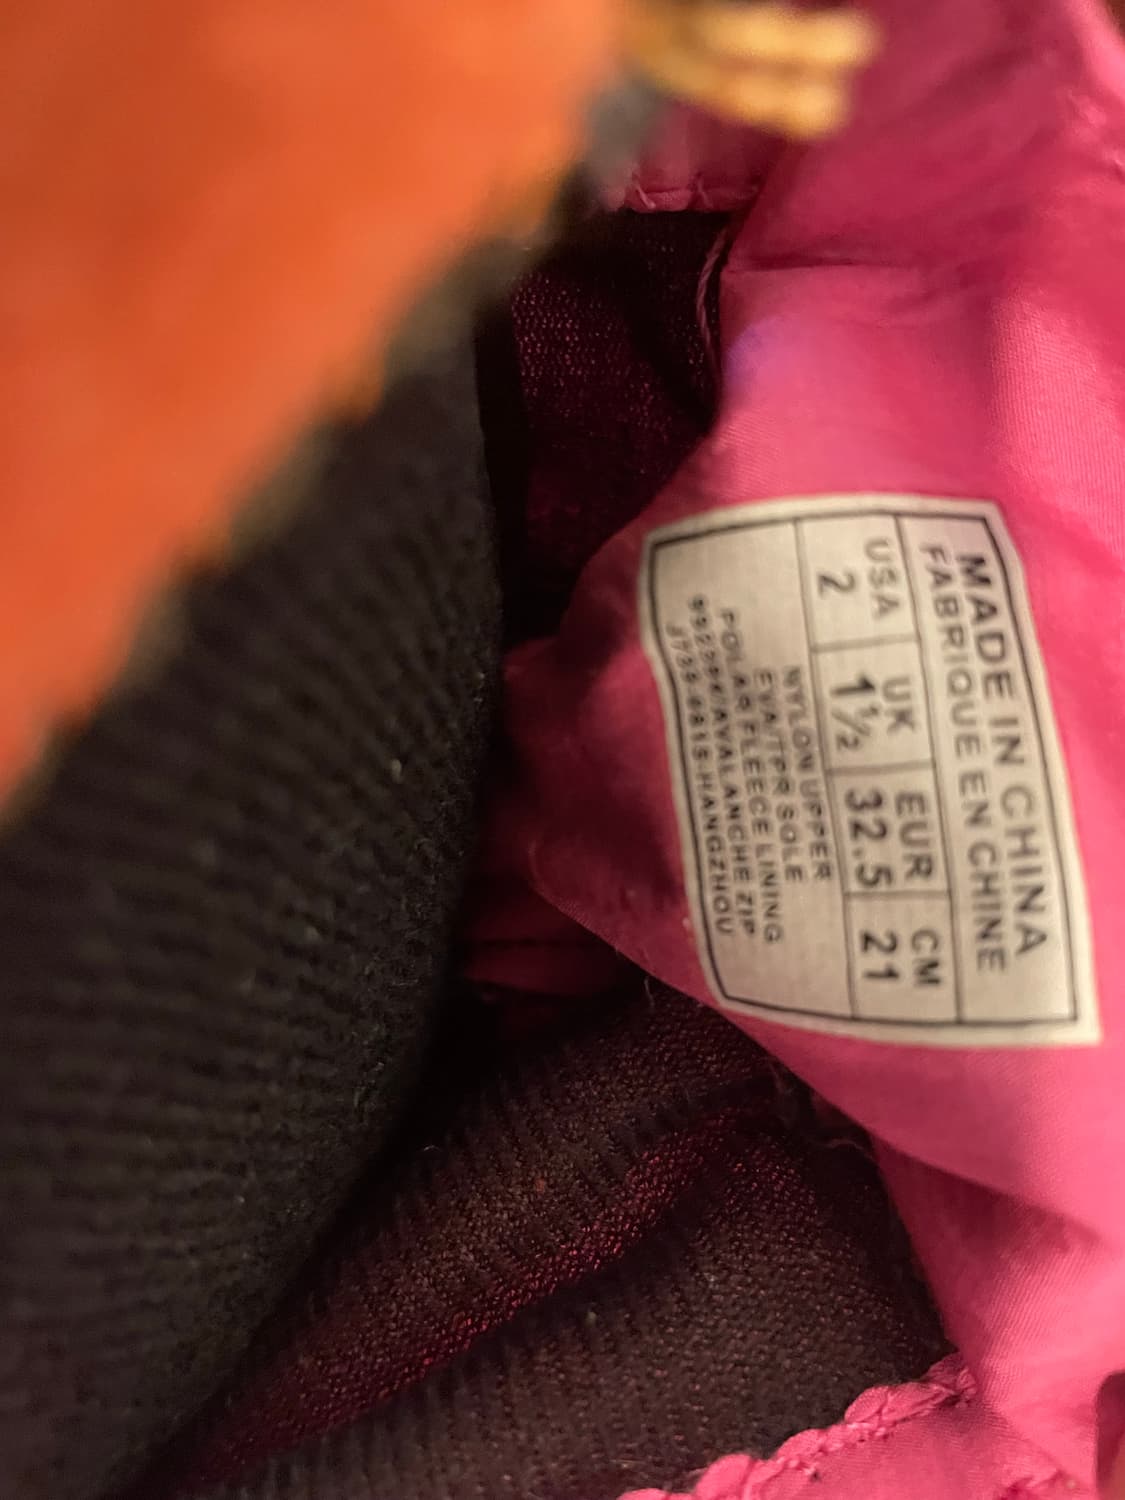 MADE IN CHINA
FABRIQUE EN CHINE
USA UK EUR CM
2 1½ 32.5 21
NYLON UPPER
EVA/TPR SOLE
POLAR FLEECE LINING
AVALANCHE ZIP
HANGZHOU